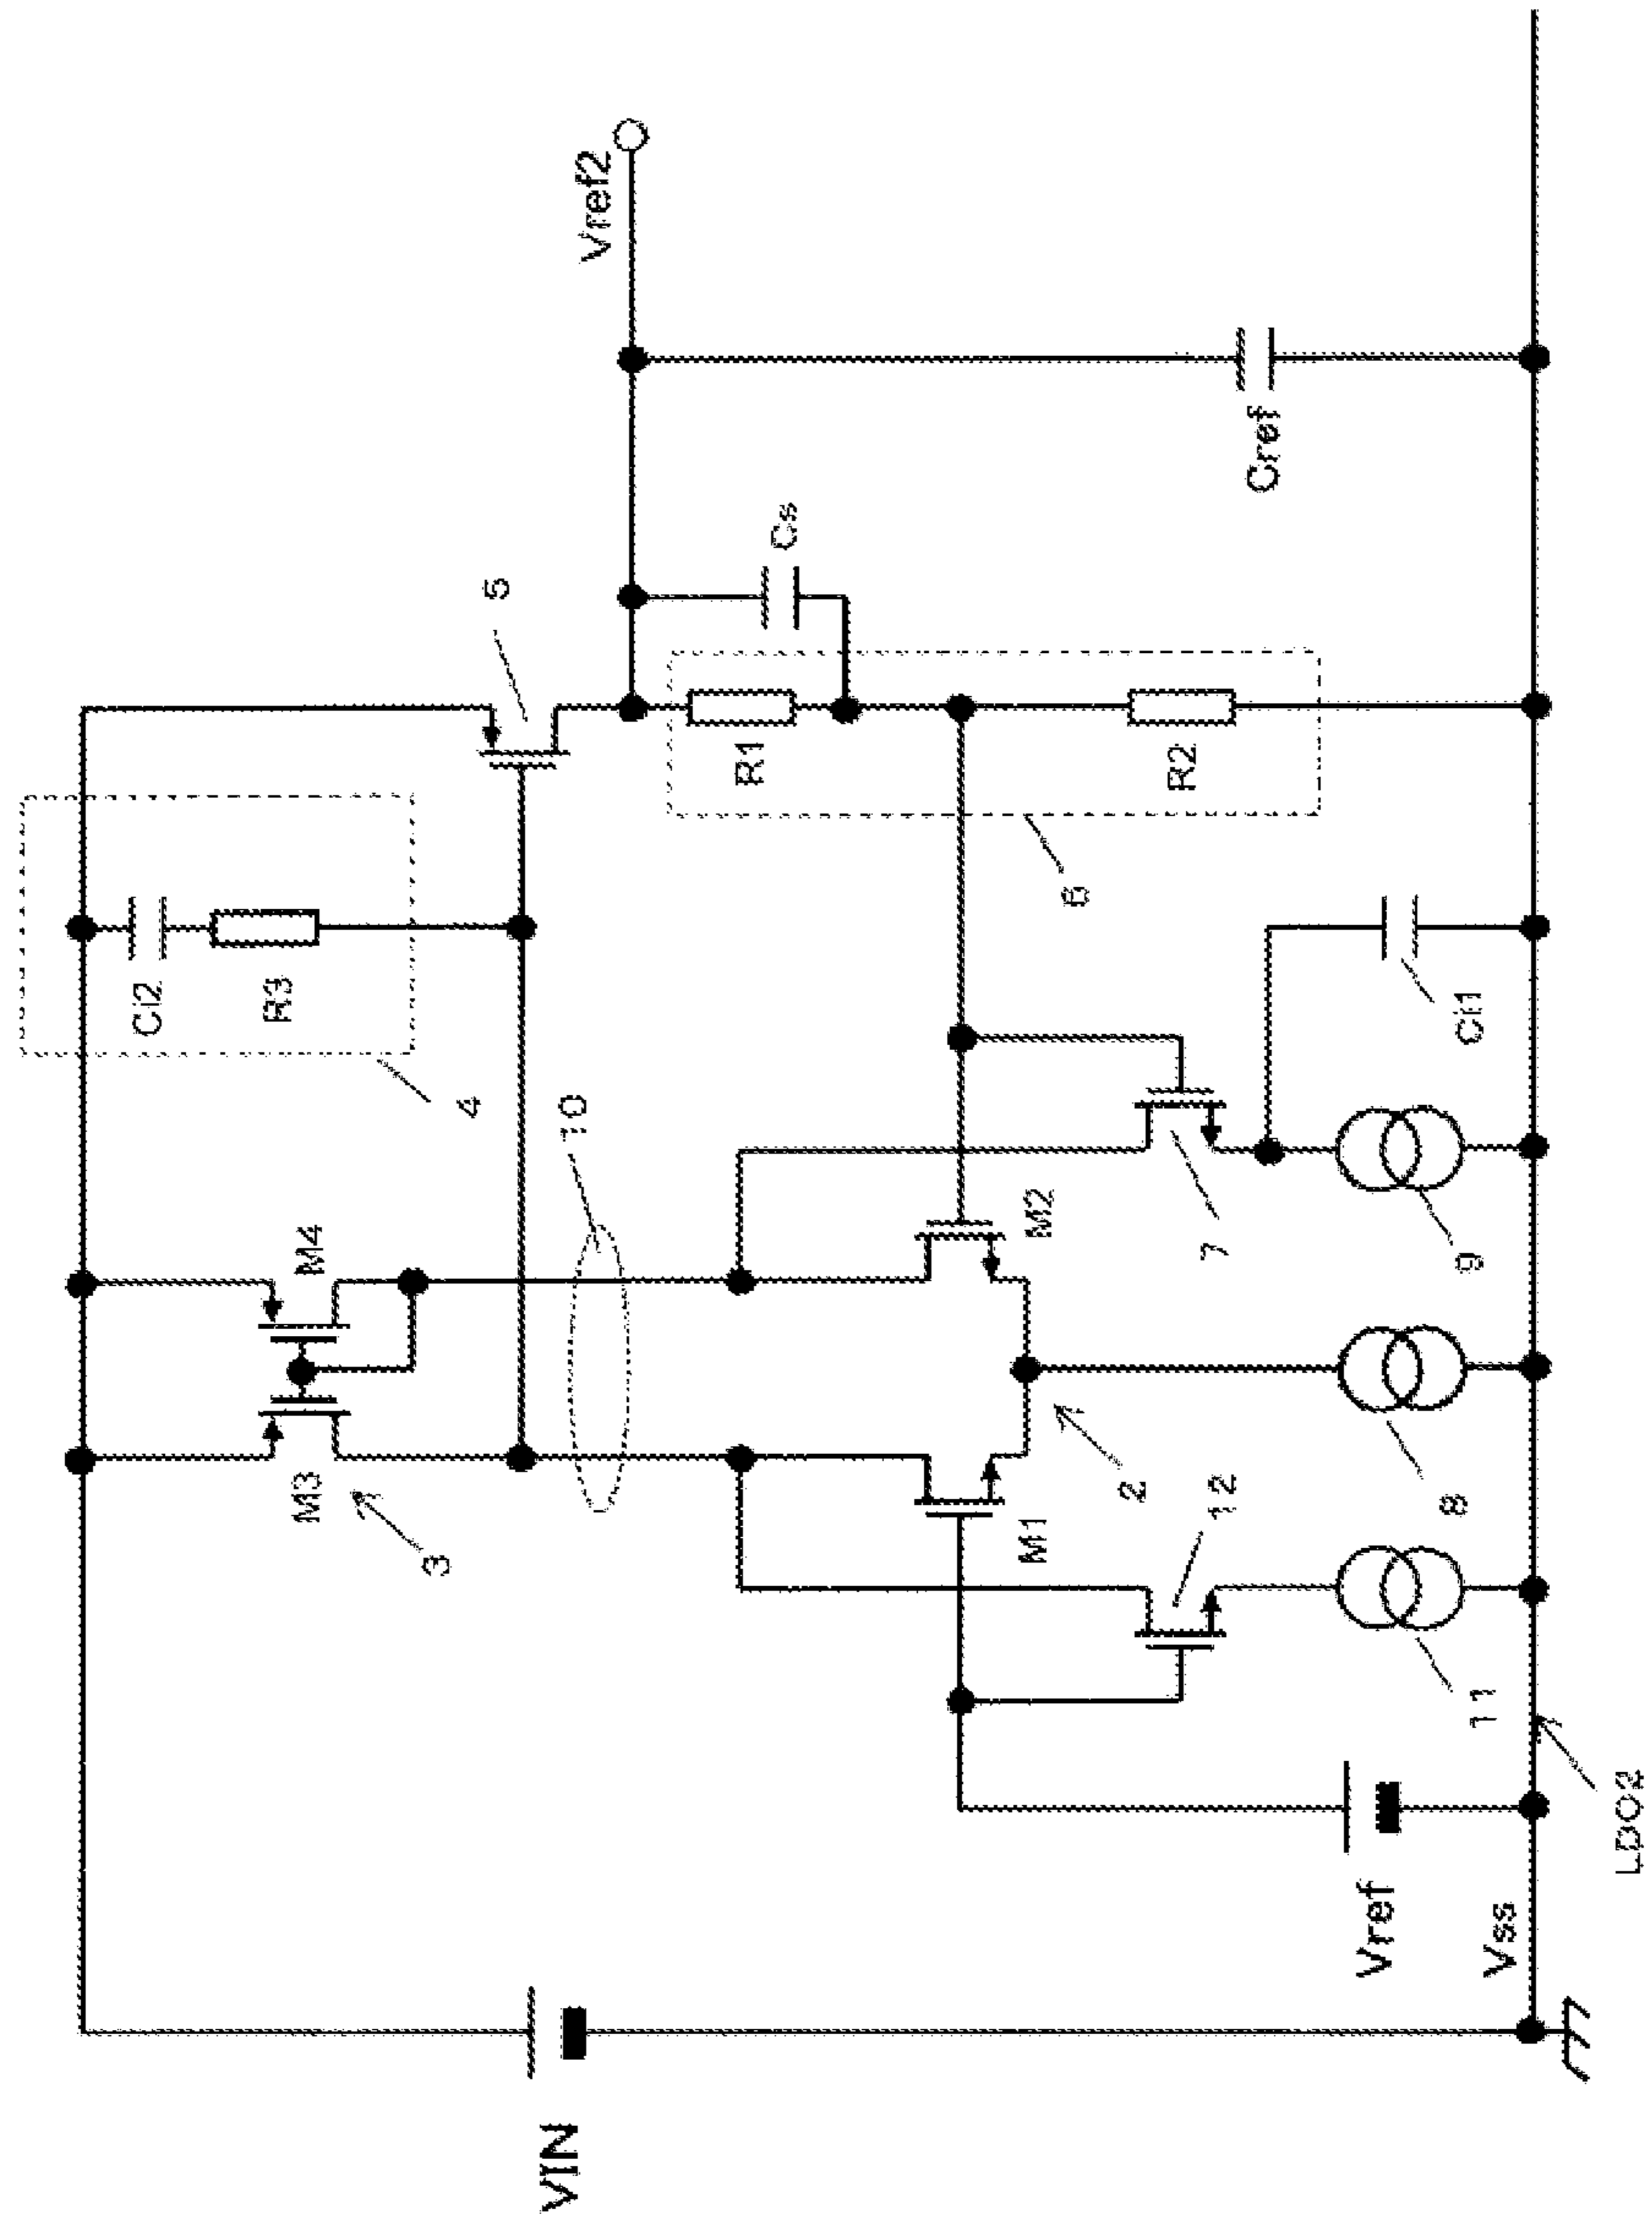 VIN
Vref
Vss
LDO2
M3
3
M4
10
4
Ci2
R3
5
Vref2
Cs
R1
R2
6
Cref
M1
12
11
2
8
M2
7
9
Ci1